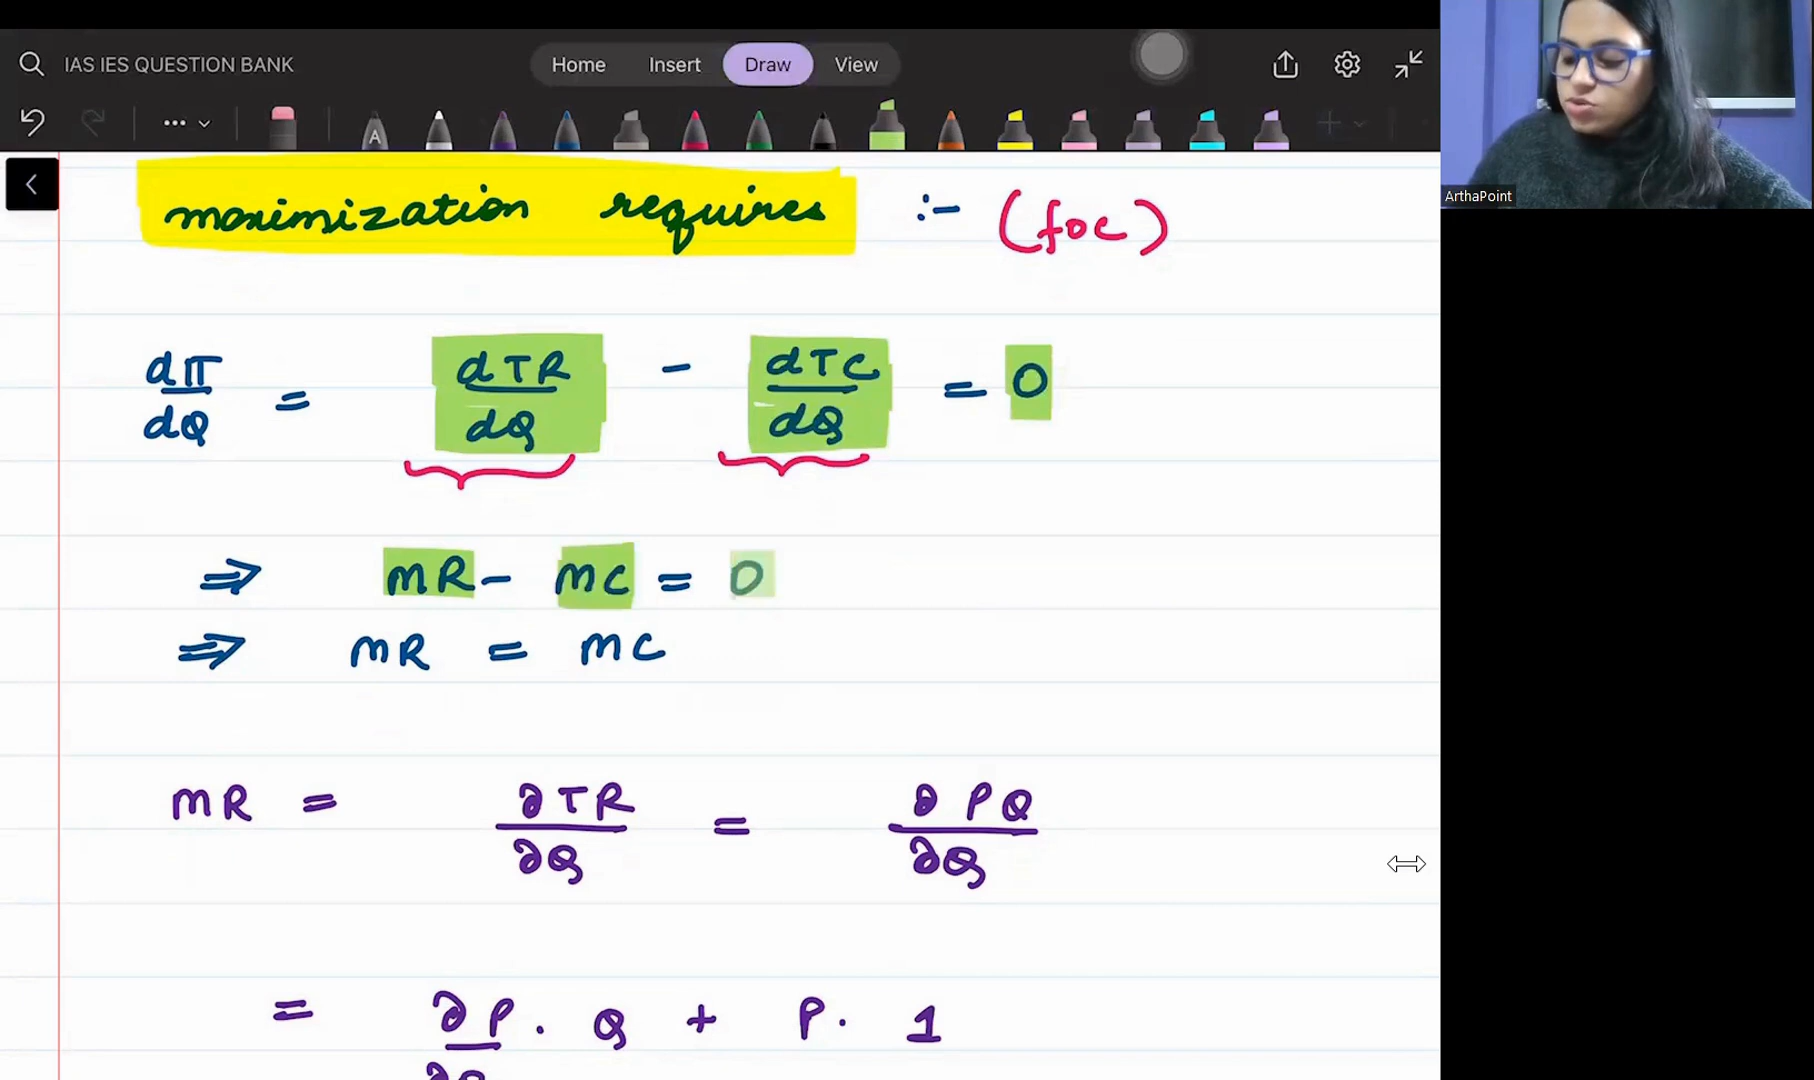 IAS IES QUESTION BANK
Home Insert Draw View
A
ArthaPoint
maximization requires :- (foc)
dπ/dQ = dTR/dQ - dTC/dQ = 0
⇒ MR - MC = 0
⇒ MR = MC
MR = ∂TR/∂Q = ∂PQ/∂Q
= ∂P/∂Q . Q + P . 1